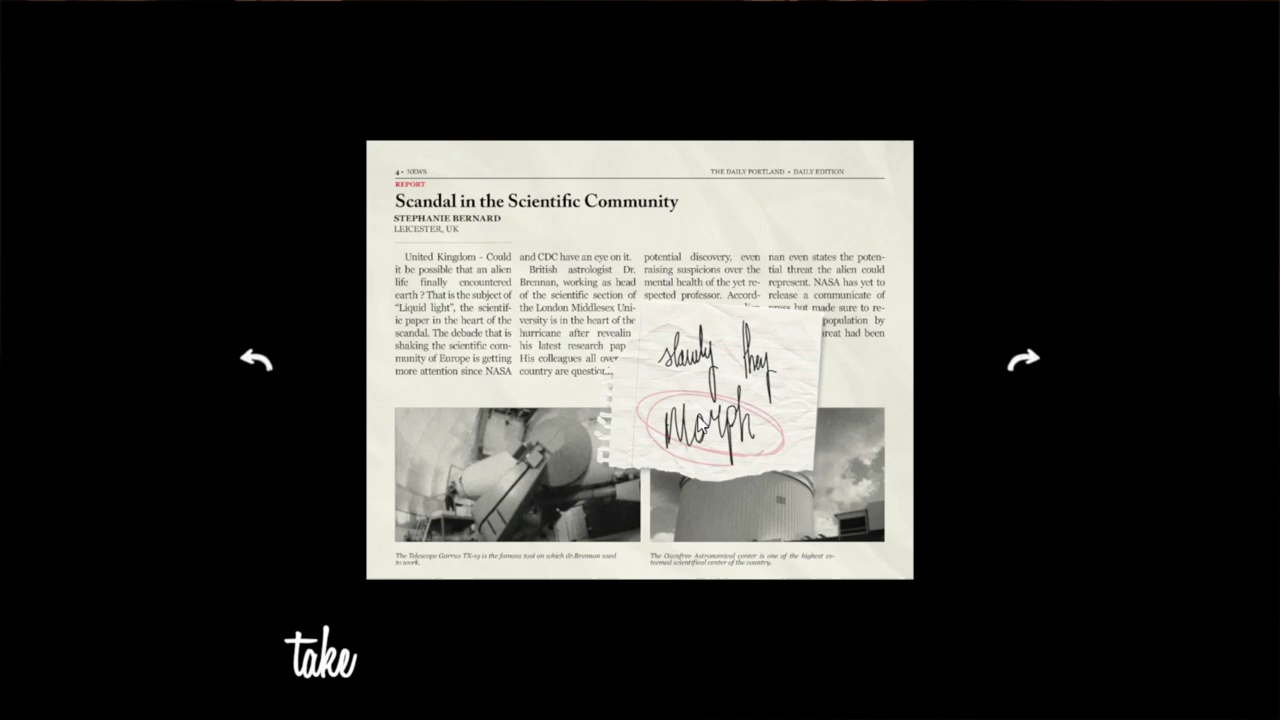 4 • NEWS
THE DAILY PORTLAND • DAILY EDITION
REPORT
Scandal in the Scientific Community
STEPHANIE BERNARD
LEICESTER, UK
United Kingdom - Could
it be possible that an alien
life finally encountered
earth ? That is the subject of
"Liquid light", the scientif-
ic paper in the heart of the
scandal. The debacle that is
shaking the scientific com-
munity of Europe is getting
more attention since NASA
and CDC have an eye on it.
British astrologist Dr.
Brennan, working as head
of the scientific section of
the London Middlesex Uni-
versity is in the heart of the
hurricane after revealin
his latest research pap
His colleagues all over
country are question
potential discovery, even
raising suspicions over the
mental health of the yet re-
spected professor. Accord-
nan even states the poten-
tial threat the alien could
represent. NASA has yet to
release a communicate of
press but made sure to re-
population by
reat had been
slowly they
Morph
The Telescope Garrus TX-19 is the famous tool on which dr.Brennan used
to work.
The Ozanfree Astronomical center is one of the highest es-
teemed scientifical center of the country.
take